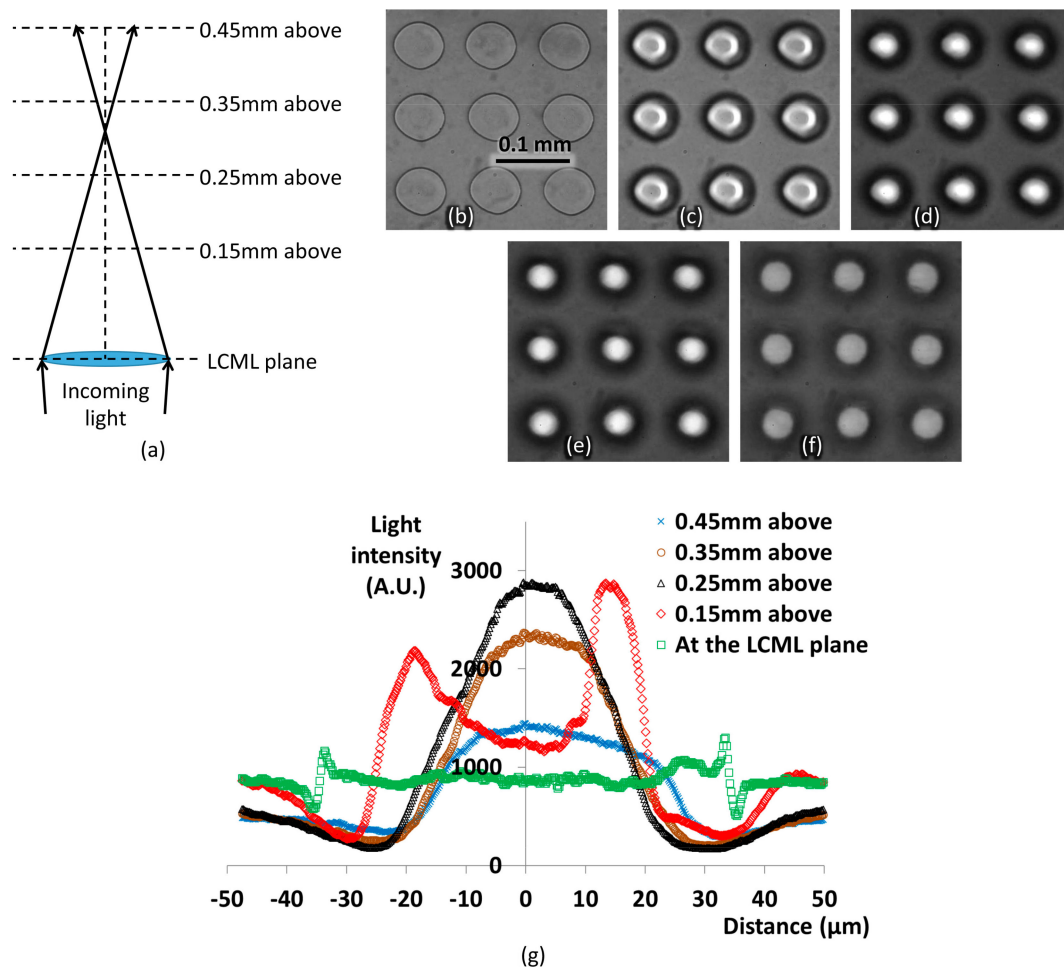 0.45mm above
0.35mm above
0.25mm above
0.15mm above
LCML plane
Incoming
light
(a)
0.1 mm
(b)
(c)
(d)
(e)
(f)
Light
intensity
(A.U.)
0.45mm above
0.35mm above
0.25mm above
0.15mm above
At the LCML plane
3000
2000
1000
0
-50 -40 -30 -20 -10 0 10 20 30 40 50
Distance (μm)
(g)